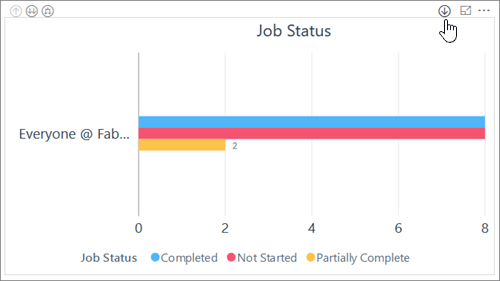 Job Status
Everyone @ Fab...
2
0 2 4 6 8
Job Status Completed Not Started Partially Complete